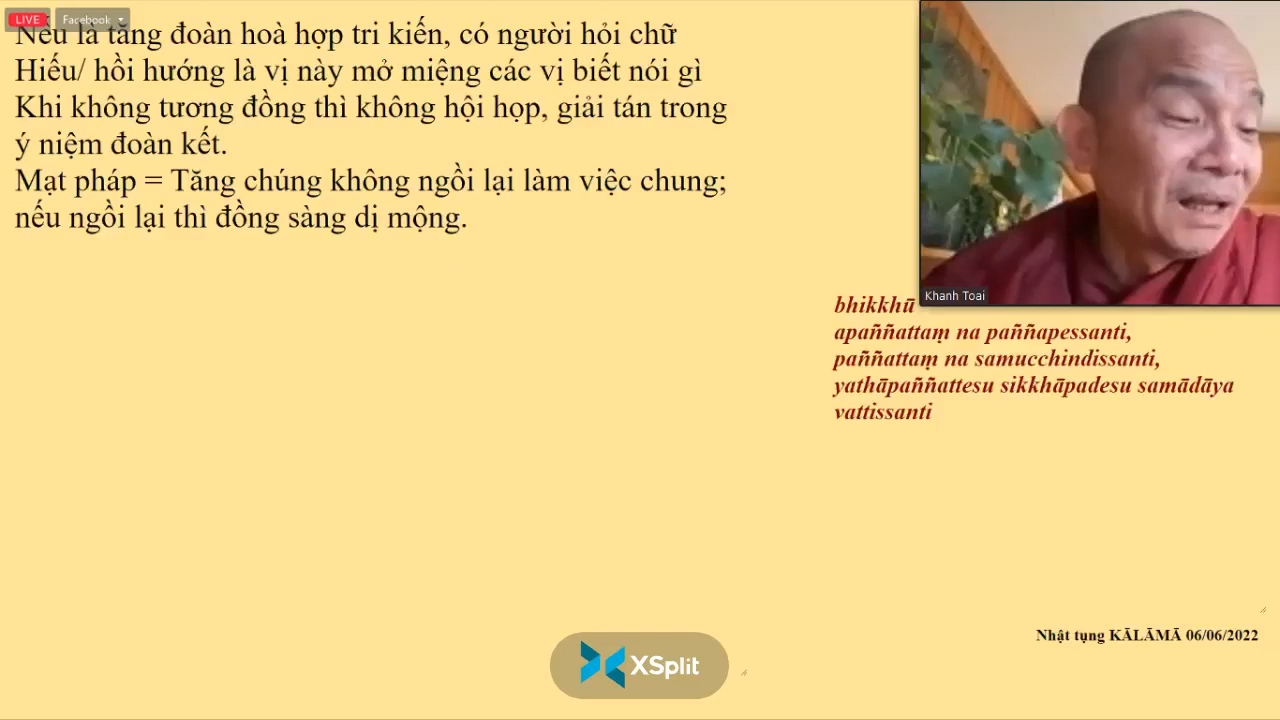 LIVE Facebook
Nếu là tăng đoàn hoà hợp tri kiến, có người hỏi chữ
Hiếu/ hồi hướng là vị này mở miệng các vị biết nói gì
Khi không tương đồng thì không hội họp, giải tán trong
ý niệm đoàn kết.
Mạt pháp = Tăng chúng không ngồi lại làm việc chung;
nếu ngồi lại thì đồng sàng dị mộng.
Khanh Toai
bhikkhū
apaññattaṃ na paññapessanti,
paññattaṃ na samucchindissanti,
yathāpaññattesu sikkhāpadesu samādāya
vattissanti
Nhật tụng KĀLĀMĀ 06/06/2022
XSplit